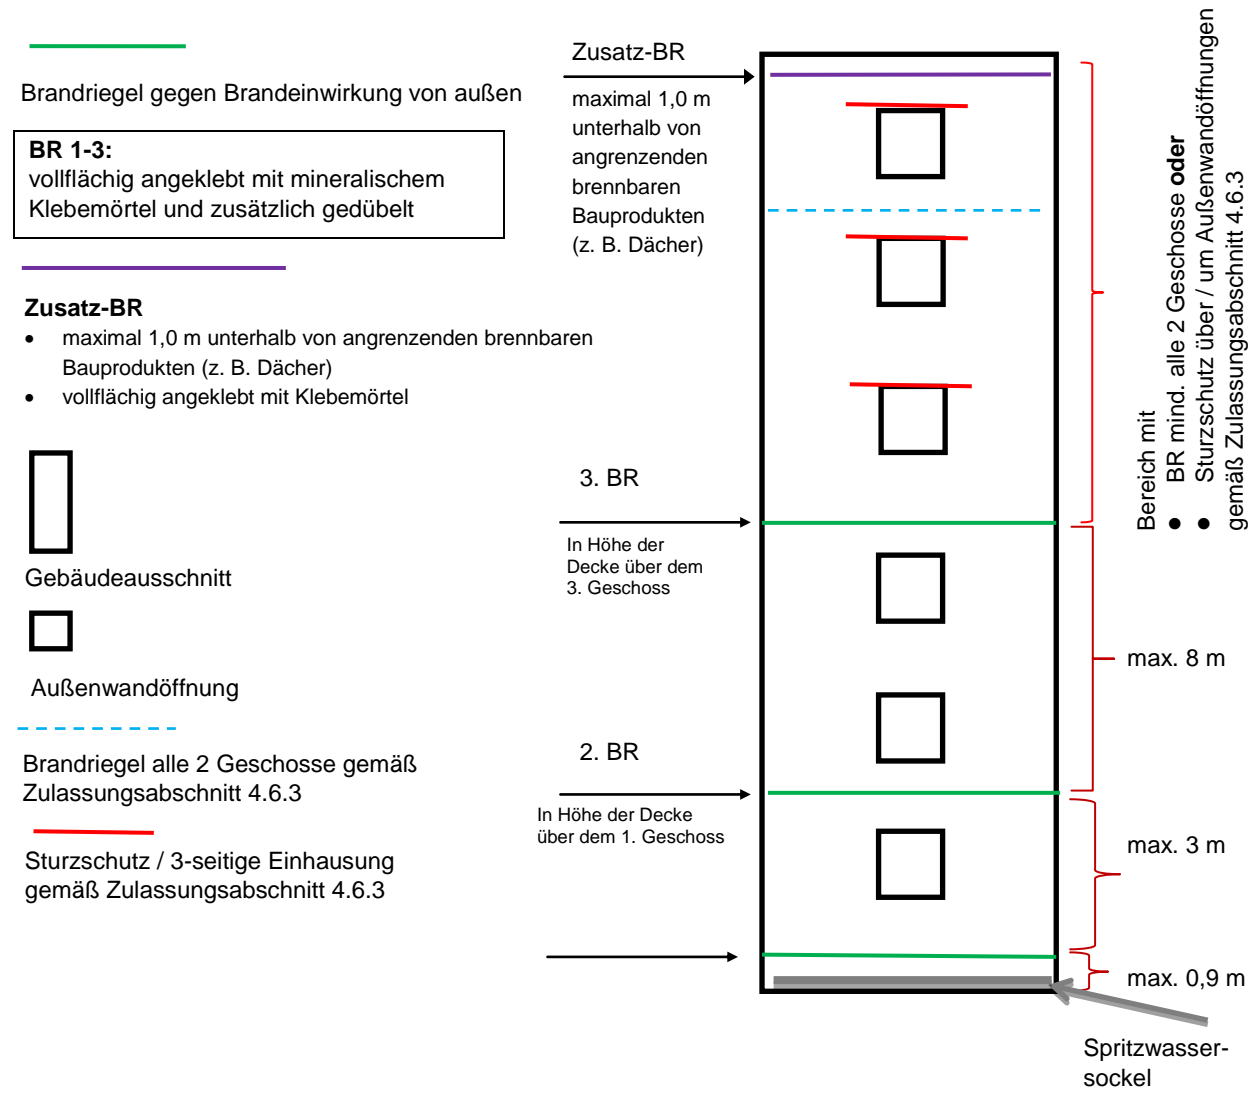 Brandriegel gegen Brandeinwirkung von außen
BR 1-3:
vollflächig angeklebt mit mineralischem
Klebemörtel und zusätzlich gedübelt
Zusatz-BR
• maximal 1,0 m unterhalb von angrenzenden brennbaren
Bauprodukten (z. B. Dächer)
• vollflächig angeklebt mit Klebemörtel
Gebäudeausschnitt
Außenwandöffnung
Brandriegel alle 2 Geschosse gemäß
Zulassungsabschnitt 4.6.3
Sturzschutz / 3-seitige Einhausung
gemäß Zulassungsabschnitt 4.6.3
Zusatz-BR
maximal 1,0 m
unterhalb von
angrenzenden
brennbaren
Bauprodukten
(z. B. Dächer)
3. BR
In Höhe der
Decke über dem
3. Geschoss
2. BR
In Höhe der Decke
über dem 1. Geschoss
Bereich mit
● BR mind. alle 2 Geschosse oder
● Sturzschutz über / um Außenwandöffnungen
gemäß Zulassungsabschnitt 4.6.3
max. 8 m
max. 3 m
max. 0,9 m
Spritzwasser-
sockel